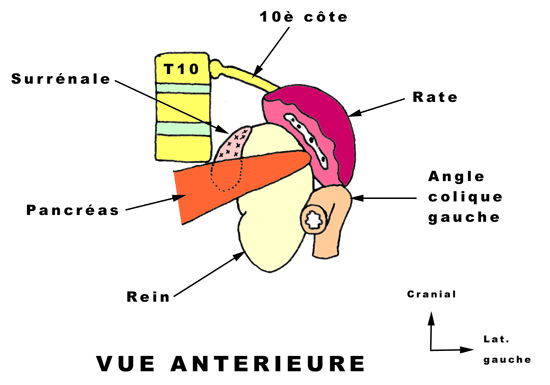 10è côte
T10
Surrénale
Rate
Angle
colique
gauche
Pancréas
Rein
Cranial
Lat.
gauche
VUE ANTERIEURE